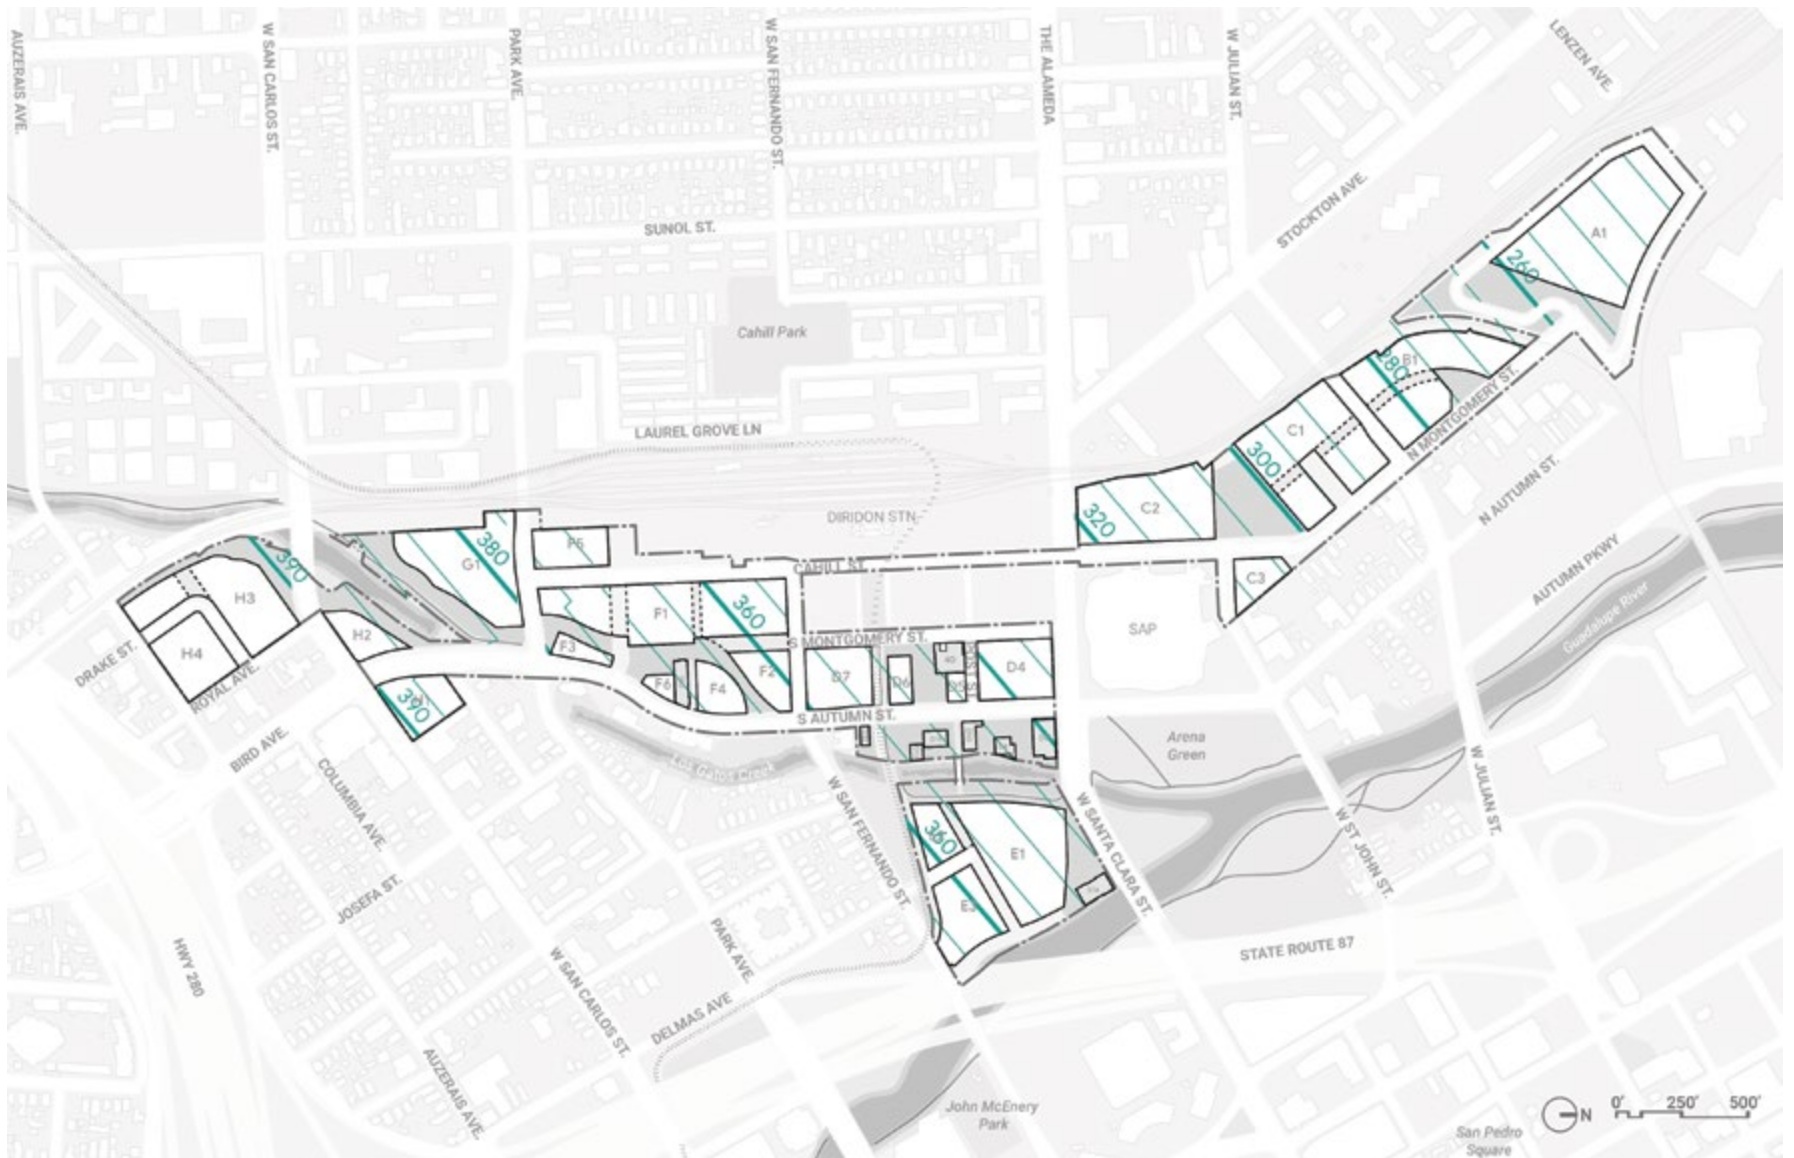 AUZERAIS AVE.
W SAN CARLOS ST.
PARK AVE.
W SAN FERNANDO ST.
THE ALAMEDA
W JULIAN ST.
LENZEN AVE.
STOCKTON AVE.
SUNOL ST.
A1
260
Cahill Park
B1
280
LAUREL GROVE LN
C1
300
N MONTGOMERY ST.
N AUTUMN ST.
C2
320
DIRIDON STN
AUTUMN PKWY
Guadalupe River
G1
380
F5
CAHILL ST.
C3
390
H3
H2
H4
DRAKE ST.
ROYAL AVE.
F1
360
S MONTGOMERY ST.
SAP
F3
F6
F4
F2
D7
D6
D5
POST ST.
D4
H1
390
S AUTUMN ST.
BIRD AVE.
Los Gatos Creek
Arena
Green
COLUMBIA AVE.
W SAN FERNANDO ST.
360
E1
E3
W SANTA CLARA ST.
W ST JOHN ST.
W JULIAN ST.
JOSEFA ST.
PARK AVE.
HWY 280
W SAN CARLOS ST.
DELMAS AVE
STATE ROUTE 87
AUZERAIS AVE.
John McEnery
Park
San Pedro
Square
N
0' 250' 500'